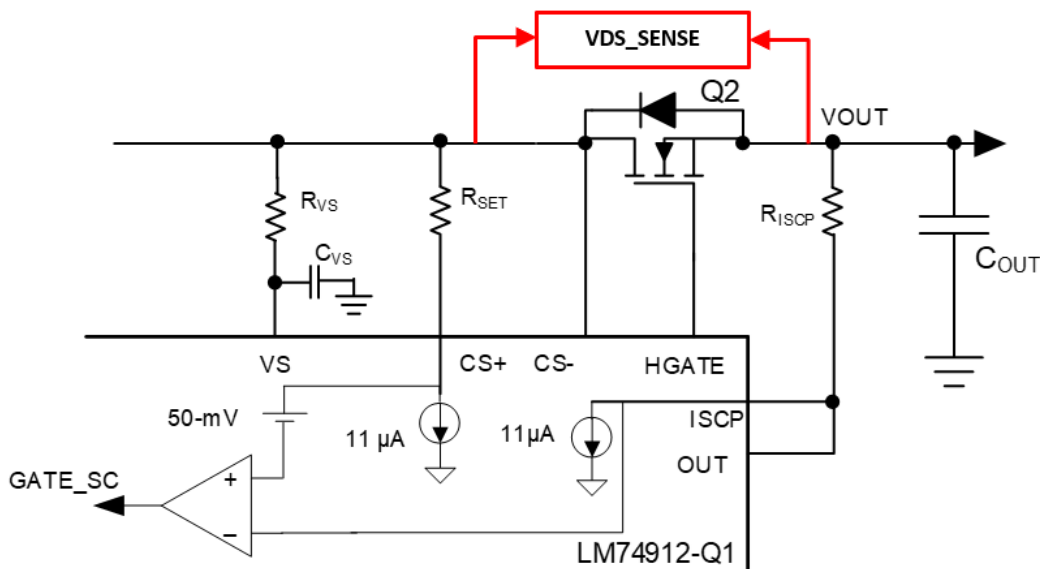 VDS_SENSE
Q2
VOUT
RVS
RSET
RISCP
CVS
COUT
VS
CS+
CS-
HGATE
50-mV
11 µA
11µA
ISCP
OUT
GATE_SC
+
−
LM74912-Q1